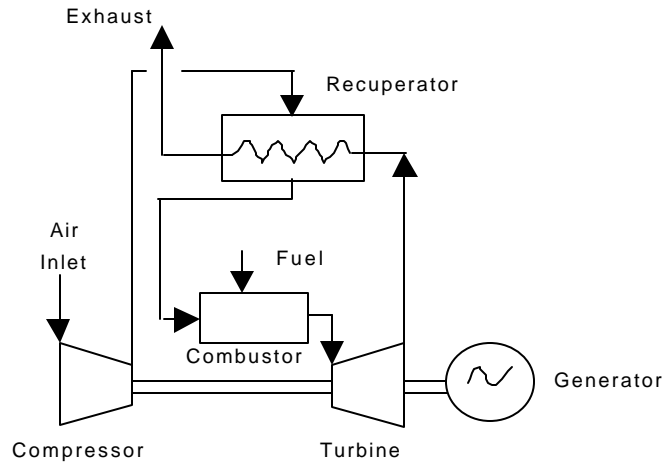 Exhaust
Recuperator
Air
Inlet
Fuel
Combustor
Generator
Compressor
Turbine